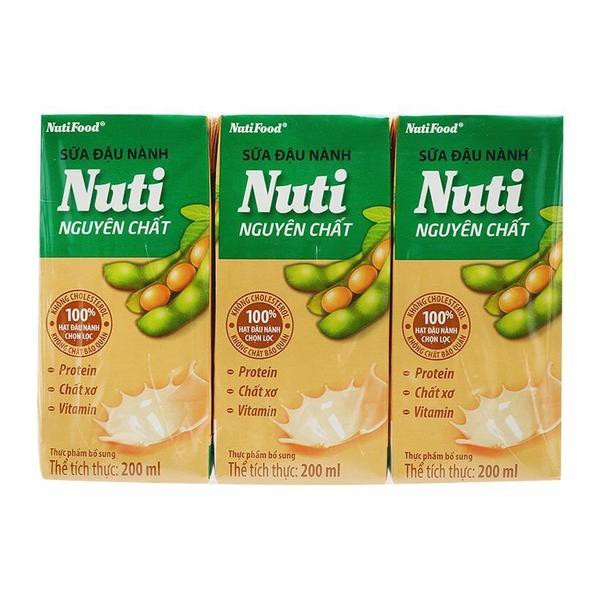 NutiFood®
SỮA ĐẬU NÀNH
Nuti
NGUYÊN CHẤT
KHÔNG CHOLESTEROL
100%
HẠT ĐẬU NÀNH
CHỌN LỌC
KHÔNG CHẤT BẢO QUẢN
Protein
Chất xơ
Vitamin
Thực phẩm bổ sung
Thể tích thực: 200 ml
NutiFood®
SỮA ĐẬU NÀNH
Nuti
NGUYÊN CHẤT
KHÔNG CHOLESTEROL
100%
HẠT ĐẬU NÀNH
CHỌN LỌC
KHÔNG CHẤT BẢO QUẢN
Protein
Chất xơ
Vitamin
Thực phẩm bổ sung
Thể tích thực: 200 ml
NutiFood®
SỮA ĐẬU NÀNH
Nuti
NGUYÊN CHẤT
KHÔNG CHOLESTEROL
100%
HẠT ĐẬU NÀNH
CHỌN LỌC
KHÔNG CHẤT BẢO QUẢN
Protein
Chất xơ
Vitamin
Thực phẩm bổ sung
Thể tích thực: 200 ml